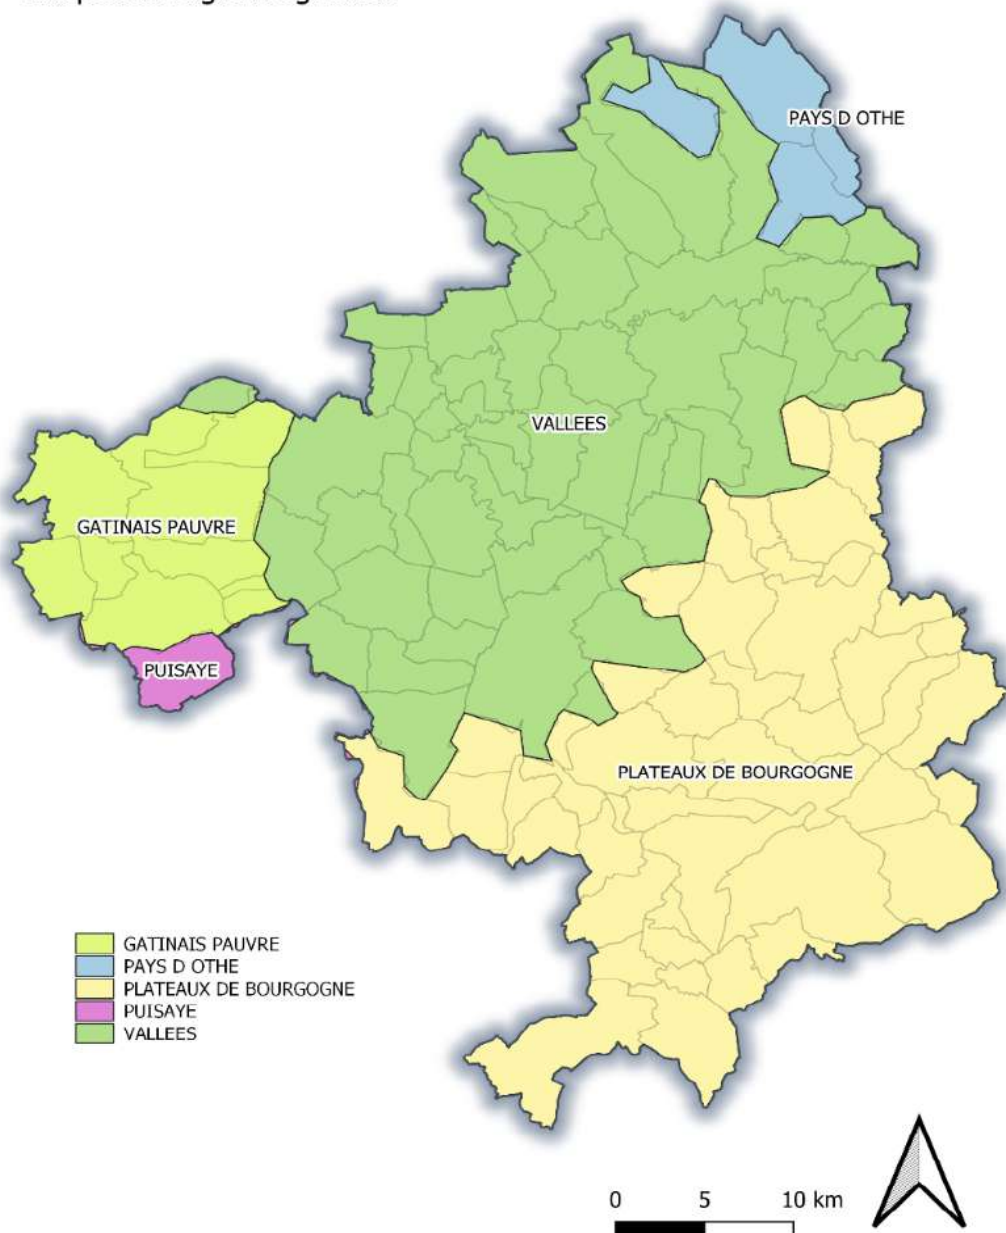 PAYS D OTHE
VALLEES
GATINAIS PAUVRE
PUISAYE
PLATEAUX DE BOURGOGNE
GATINAIS PAUVRE
PAYS D OTHE
PLATEAUX DE BOURGOGNE
PUISAYE
VALLEES
0 5 10 km